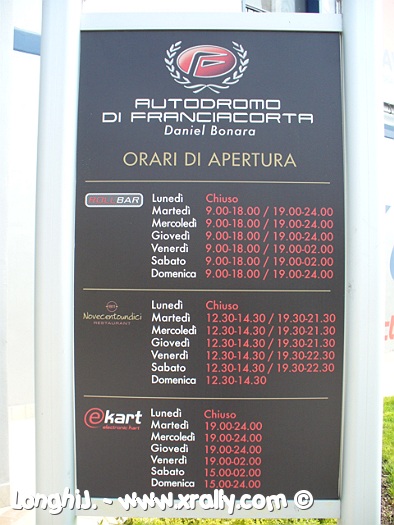 AUTODROMO
DI FRANCIACORTA
Daniel Bonara
ORARI DI APERTURA
ROLLBAR
Lunedì Chiuso
Martedì 9.00-18.00 / 19.00-24.00
Mercoledì 9.00-18.00 / 19.00-24.00
Giovedì 9.00-18.00 / 19.00-24.00
Venerdì 9.00-18.00 / 19.00-02.00
Sabato 9.00-18.00 / 19.00-02.00
Domenica 9.00-18.00 / 19.00-24.00
Novecentoundici
RESTAURANT
Lunedì Chiuso
Martedì 12.30-14.30 / 19.30-21.30
Mercoledì 12.30-14.30 / 19.30-21.30
Giovedì 12.30-14.30 / 19.30-21.30
Venerdì 12.30-14.30 / 19.30-22.30
Sabato 12.30-14.30 / 19.30-22.30
Domenica 12.30-14.30
ekart
electronic kart
Lunedì Chiuso
Martedì 19.00-24.00
Mercoledì 19.00-24.00
Giovedì 19.00-24.00
Venerdì 19.00-02.00
Sabato 15.00-02.00
Domenica 15.00-24.00
LonghiJ. - www.xrally.com ©